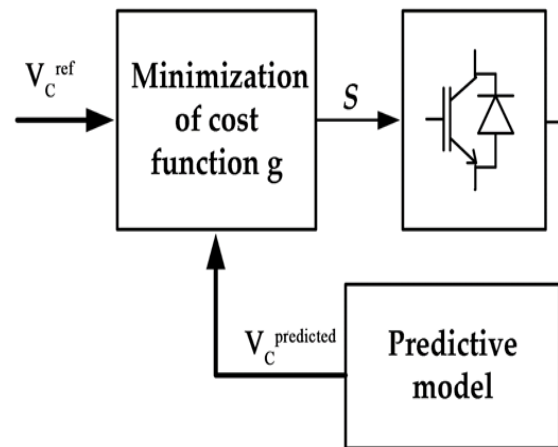 V_C^ref
Minimization
of cost
function g
S
V_C^predicted
Predictive
model